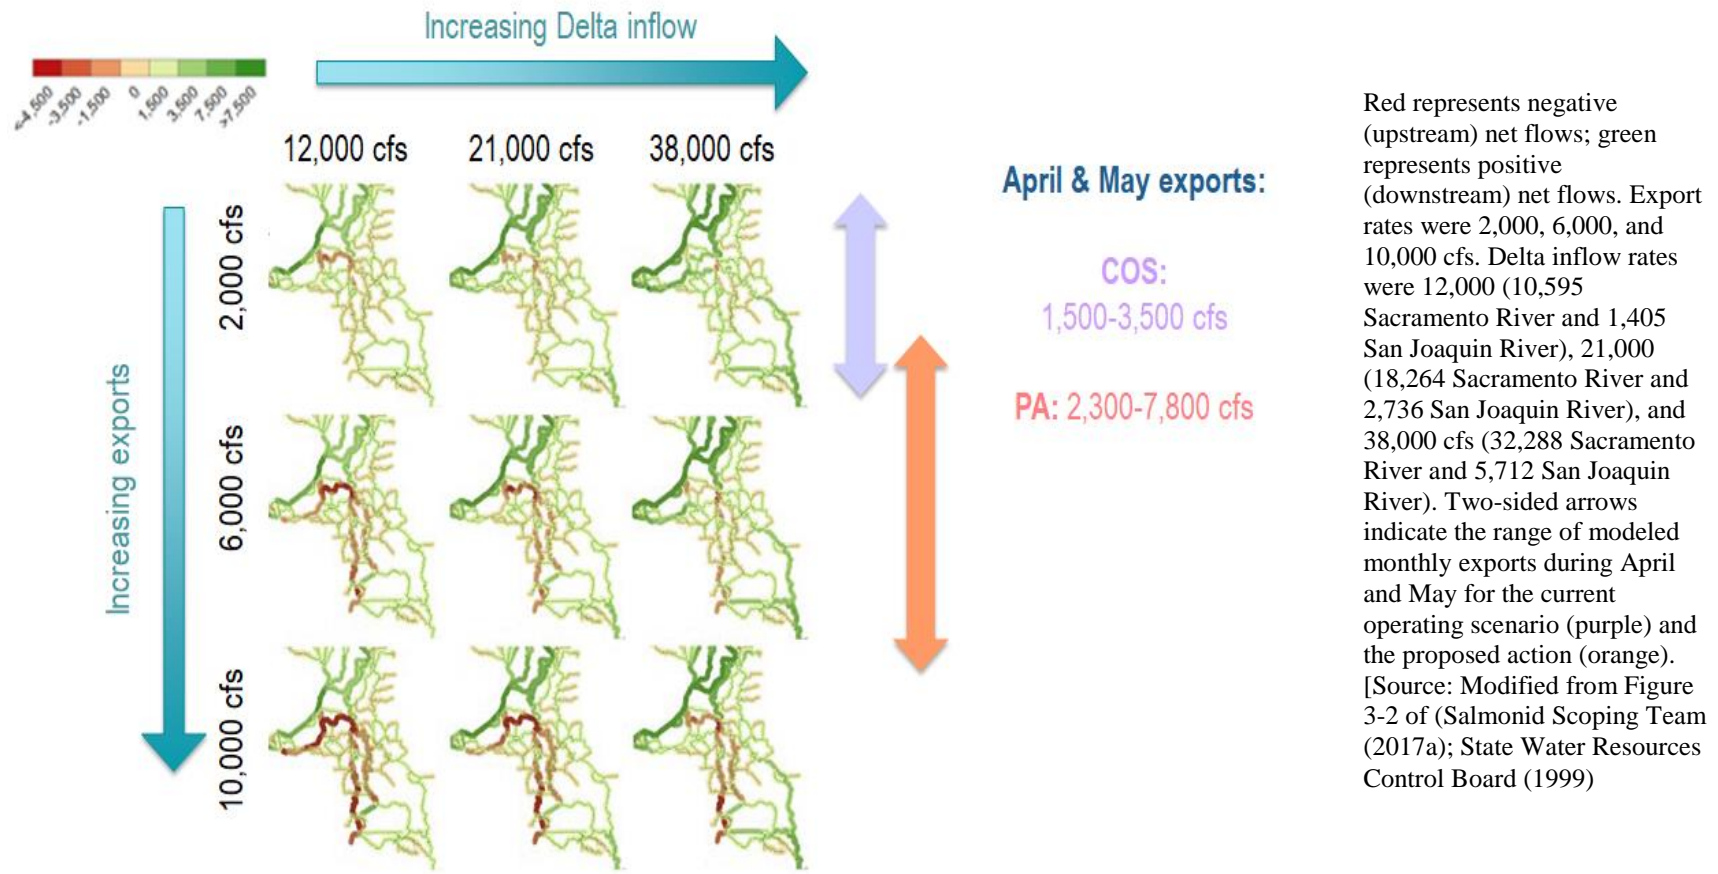 Increasing Delta inflow
<-4,500 -3,500 -1,500 0 1,500 3,500 7,500 >7,500
12,000 cfs 21,000 cfs 38,000 cfs
Increasing exports
2,000 cfs
6,000 cfs
10,000 cfs
April & May exports:
COS:
1,500-3,500 cfs
PA: 2,300-7,800 cfs
Red represents negative
(upstream) net flows; green
represents positive
(downstream) net flows. Export
rates were 2,000, 6,000, and
10,000 cfs. Delta inflow rates
were 12,000 (10,595
Sacramento River and 1,405
San Joaquin River), 21,000
(18,264 Sacramento River and
2,736 San Joaquin River), and
38,000 cfs (32,288 Sacramento
River and 5,712 San Joaquin
River). Two-sided arrows
indicate the range of modeled
monthly exports during April
and May for the current
operating scenario (purple) and
the proposed action (orange).
[Source: Modified from Figure
3-2 of (Salmonid Scoping Team
(2017a); State Water Resources
Control Board (1999)